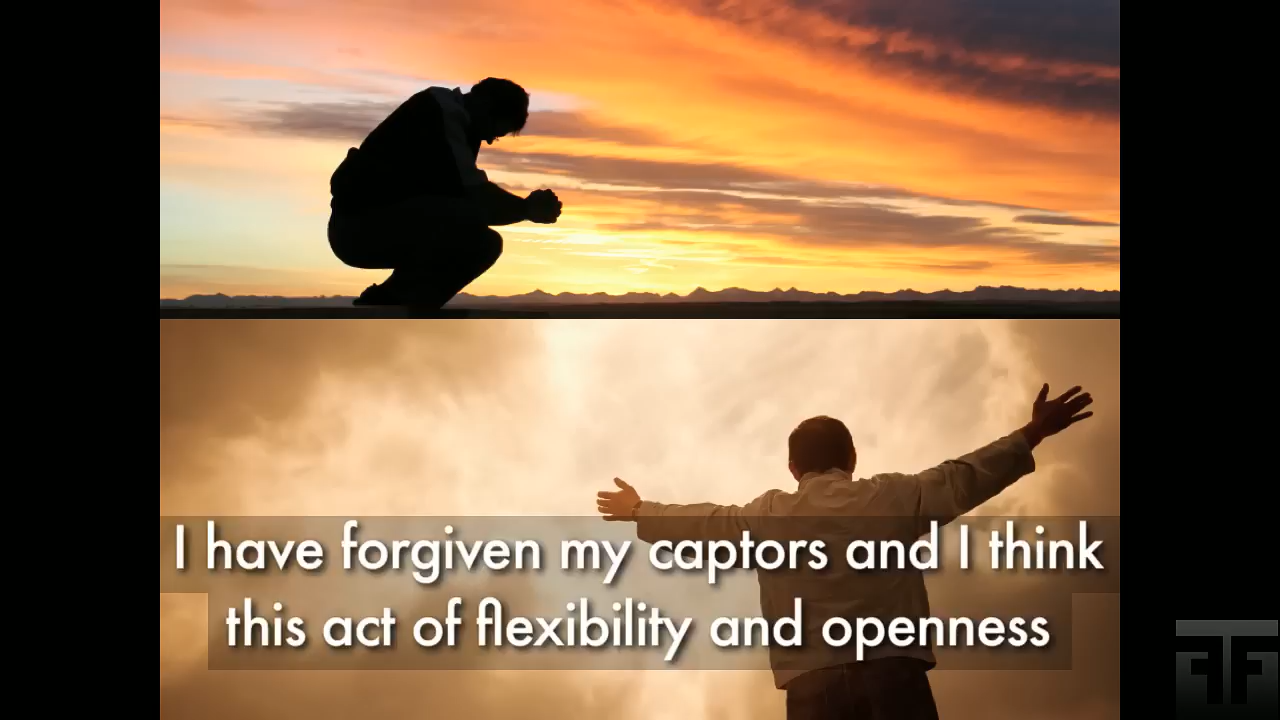 I have forgiven my captors and I think
this act of flexibility and openness